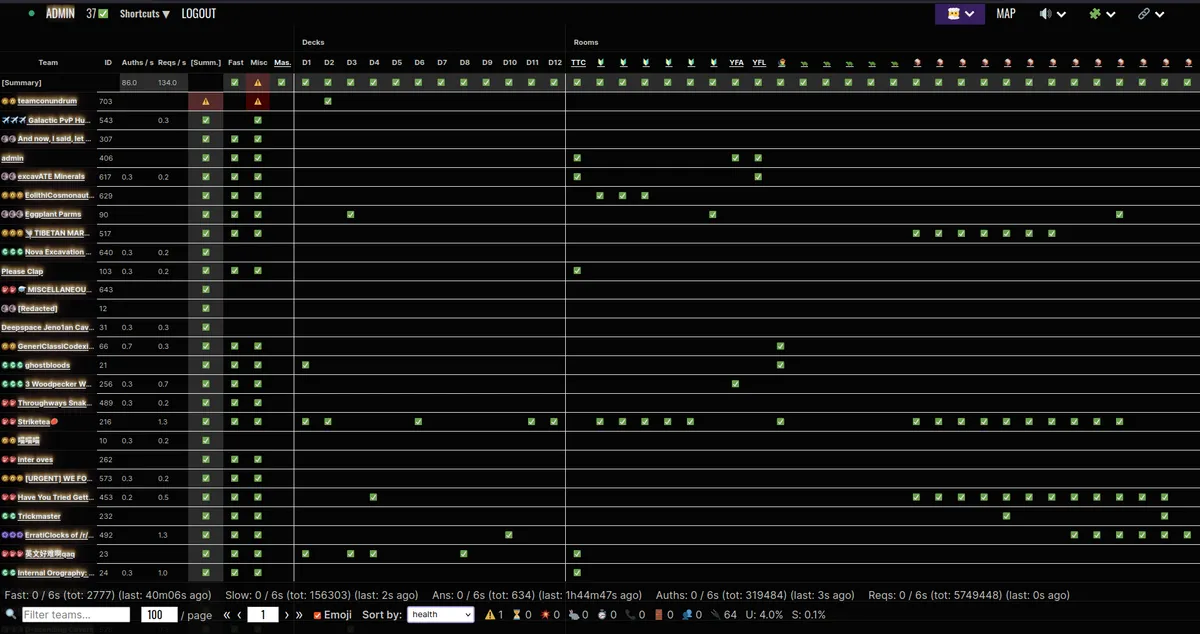 ADMIN 37✅ Shortcuts ▼ LOGOUT MAP
Decks Rooms
Team ID Auths / s Reqs / s [Summ.] Fast Misc Mas. D1 D2 D3 D4 D5 D6 D7 D8 D9 D10 D11 D12 TTC YFA YFL
[Summary] 86.0 134.0
teamconundrum 703
Galactic PvP Hu... 543 0.3
And now, I said, let ... 307
admin 406
excavATE Minerals 617 0.3 0.2
Eolith!Cosmonaut... 629
Eggplant Parms 90
TIBETAN MAR... 517
Nova Excavation ... 640 0.3 0.2
Please Clap 103 0.3 0.2
MISCELLANEOU... 643
[Redacted] 12
Deepspace Jeno1an Cav... 31 0.3 0.3
GenerIClassiCodexi... 66 0.7 0.3
ghostbloods 21
3 Woodpecker W... 256 0.3 0.7
Throughways Snak... 489 0.3 0.2
Striketea 216 1.3
喵喵喵 10 0.3 0.2
inter oves 262
[URGENT] WE FO... 573 0.3 0.2
Have You Tried Gett... 453 0.2 0.5
Trickmaster 232
ErratIClocks of /r/... 492 1.3
英文好难啊qaq 23
Internal Orography: ... 24 0.3 1.0
Fast: 0 / 6s (tot: 2777) (last: 40m06s ago) Slow: 0 / 6s (tot: 156303) (last: 2s ago) Ans: 0 / 6s (tot: 634) (last: 1h44m47s ago) Auths: 0 / 6s (tot: 319484) (last: 3s ago) Reqs: 0 / 6s (tot: 5749448) (last: 0s ago)
Filter teams... 100 / page « ‹ 1 › » Emoji Sort by: health 1 0 0 0 0 0 0 0 64 U: 4.0% S: 0.1%